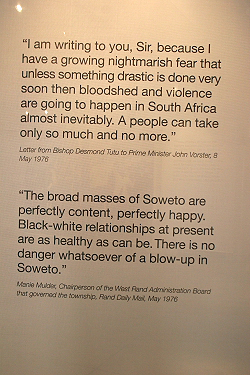 “I am writing to you, Sir, because I
have a growing nightmarish fear that
unless something drastic is done very
soon then bloodshed and violence
are going to happen in South Africa
almost inevitably. A people can take
only so much and no more.”
Letter from Bishop Desmond Tutu to Prime Minister John Vorster, 8
May 1976
“The broad masses of Soweto are
perfectly content, perfectly happy.
Black-white relationships at present
are as healthy as can be. There is no
danger whatsoever of a blow-up in
Soweto.”
Manie Mulder, Chairperson of the West Rand Administration Board
that governed the township, Rand Daily Mail, May 1976